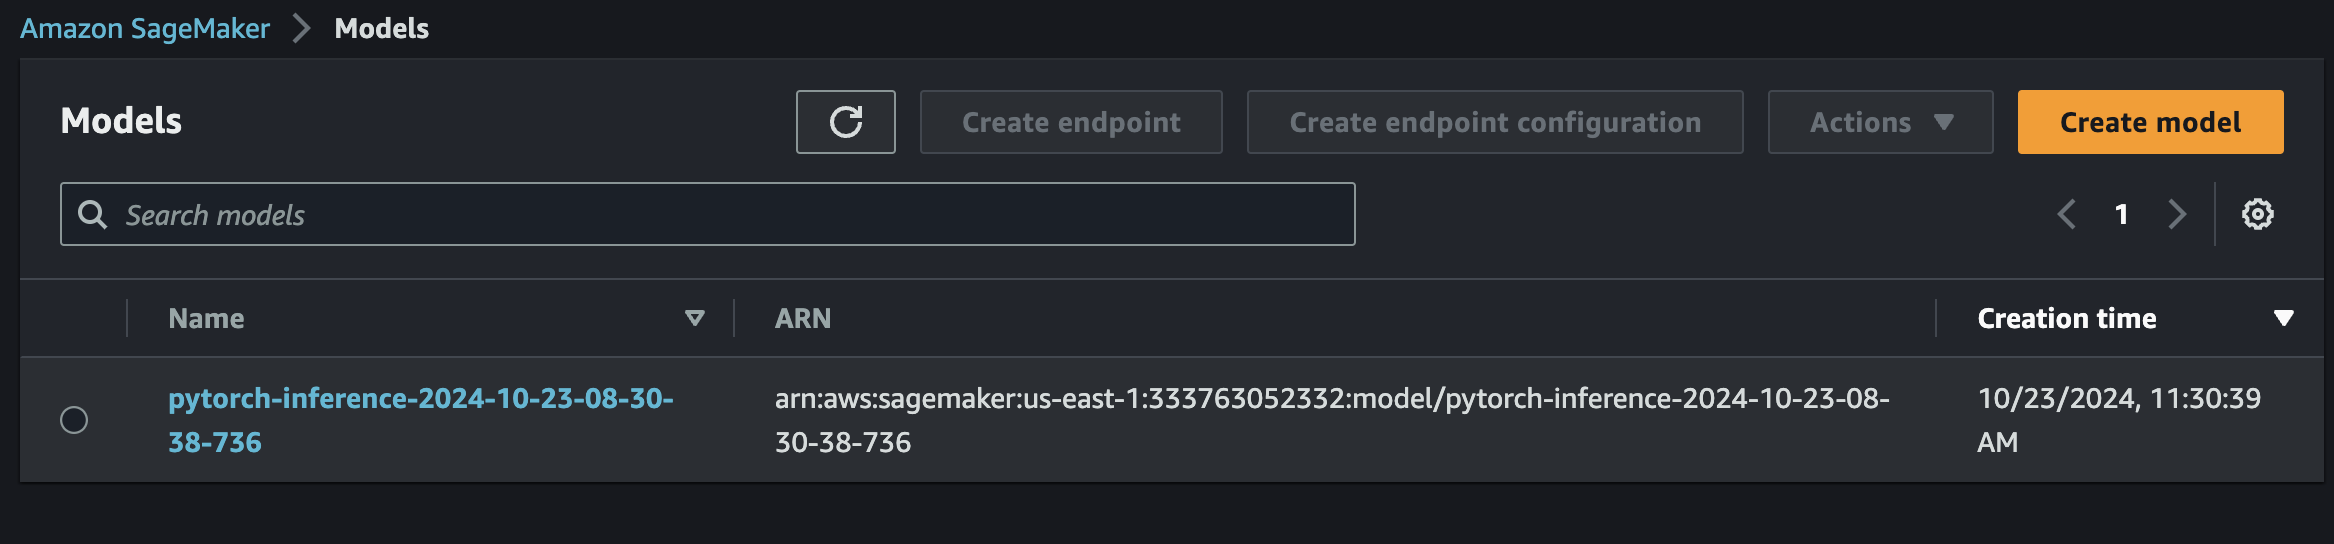 Amazon SageMaker > Models
Models
Create endpoint
Create endpoint configuration
Actions
Create model
Search models
1
Name
ARN
Creation time
pytorch-inference-2024-10-23-08-30-
38-736
arn:aws:sagemaker:us-east-1:333763052332:model/pytorch-inference-2024-10-23-08-
30-38-736
10/23/2024, 11:30:39
AM